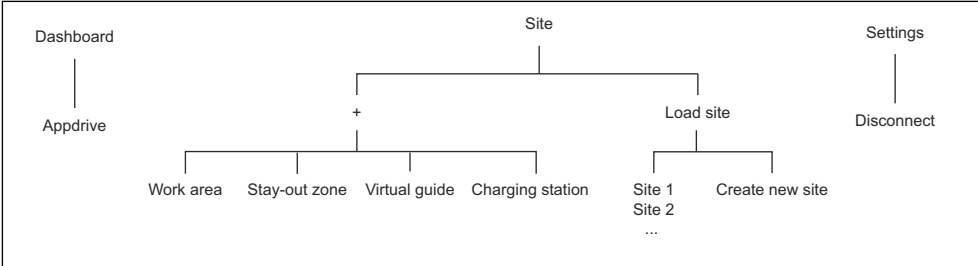 Dashboard
Site
Settings
Appdrive
+
Load site
Disconnect
Work area
Stay-out zone
Virtual guide
Charging station
Site 1
Site 2
...
Create new site